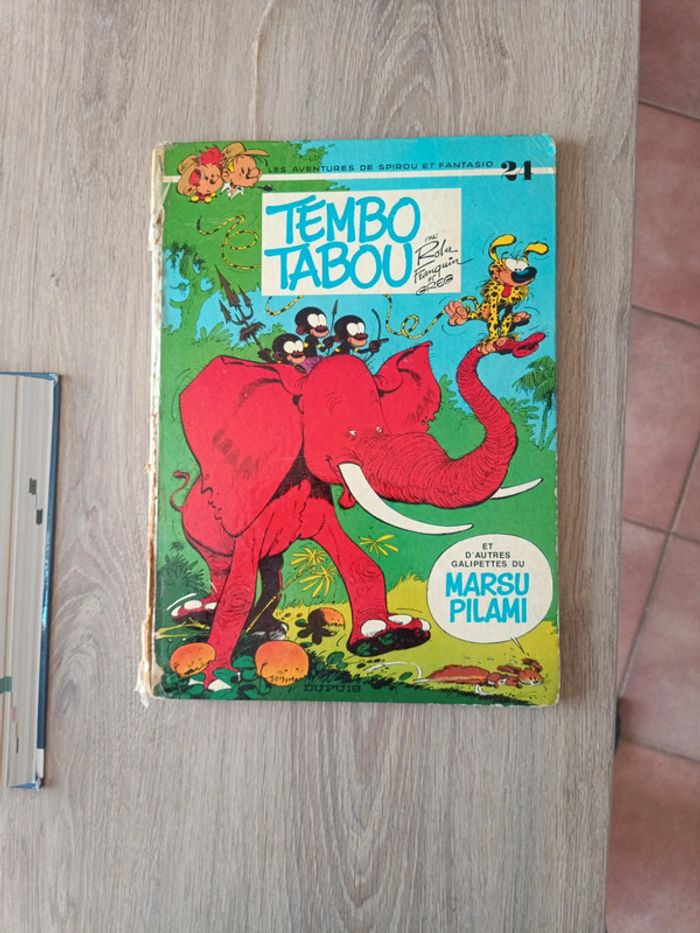 LES AVENTURES DE SPIROU ET FANTASIO 24
TEMBO
TABOU
PAR
Roba
Franquin
et
GREG
ET
D'AUTRES
GALIPETTES DU
MARSU
PILAMI
DUPUIS